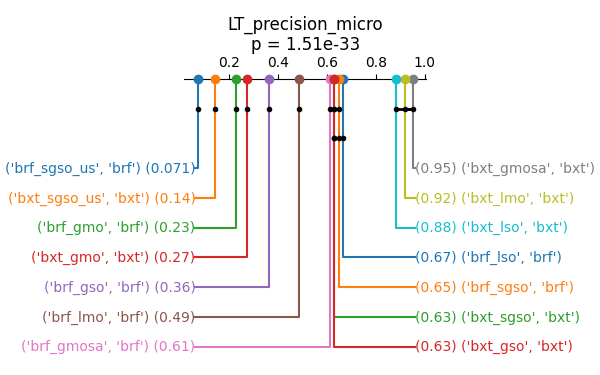 LT_precision_micro
p = 1.51e-33
0.2 0.4 0.6 0.8 1.0
('brf_sgso_us', 'brf') (0.071) (0.95) ('bxt_gmosa', 'bxt')
('bxt_sgso_us', 'bxt') (0.14) (0.92) ('bxt_lmo', 'bxt')
('brf_gmo', 'brf') (0.23) (0.88) ('bxt_lso', 'bxt')
('bxt_gmo', 'bxt') (0.27) (0.67) ('brf_lso', 'brf')
('brf_gso', 'brf') (0.36) (0.65) ('brf_sgso', 'brf')
('brf_lmo', 'brf') (0.49) (0.63) ('bxt_sgso', 'bxt')
('brf_gmosa', 'brf') (0.61) (0.63) ('bxt_gso', 'bxt')